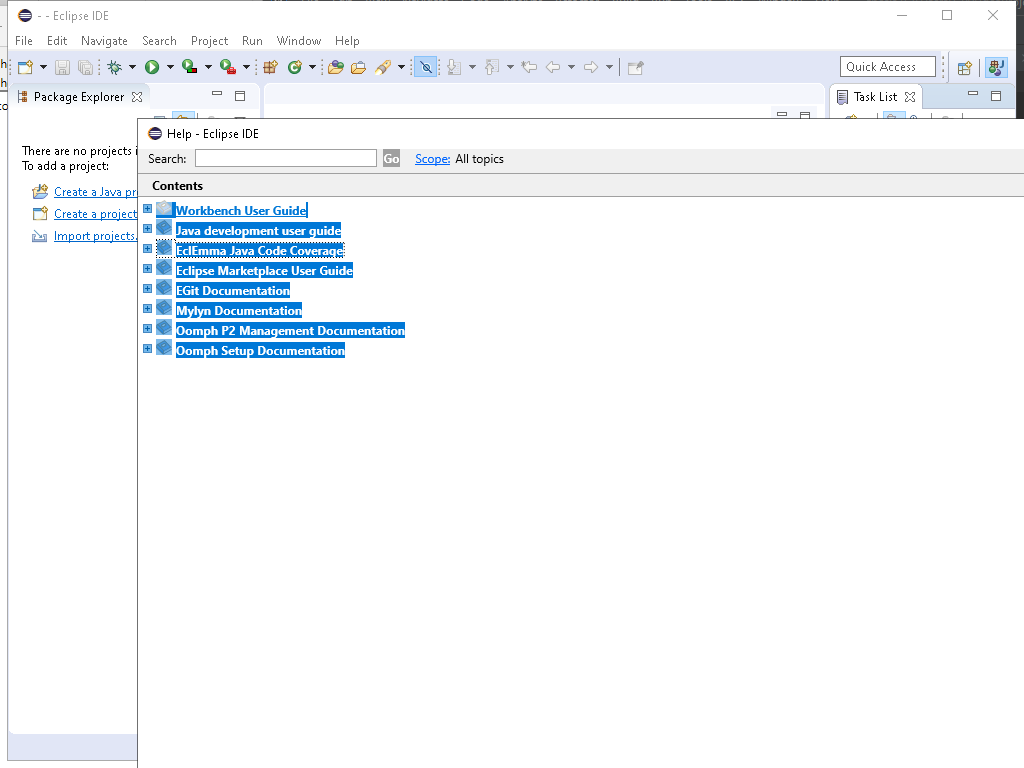 - - Eclipse IDE
File Edit Navigate Search Project Run Window Help
Quick Access
Package Explorer
Task List
There are no projects i
To add a project:
Create a Java pr
Create a project
Import projects.
Help - Eclipse IDE
Search: Go Scope: All topics
Contents
Workbench User Guide
Java development user guide
EclEmma Java Code Coverage
Eclipse Marketplace User Guide
EGit Documentation
Mylyn Documentation
Oomph P2 Management Documentation
Oomph Setup Documentation